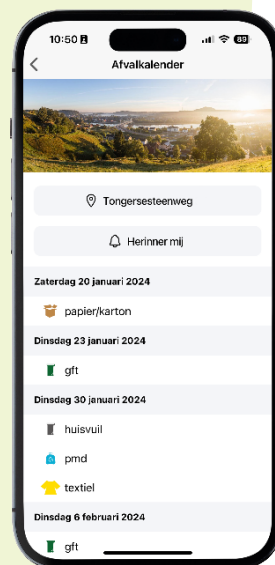 10:50
89
Afvalkalender
Tongersesteenweg
Herinner mij
Zaterdag 20 januari 2024
papier/karton
Dinsdag 23 januari 2024
gft
Dinsdag 30 januari 2024
huisvuil
pmd
textiel
Dinsdag 6 februari 2024
gft